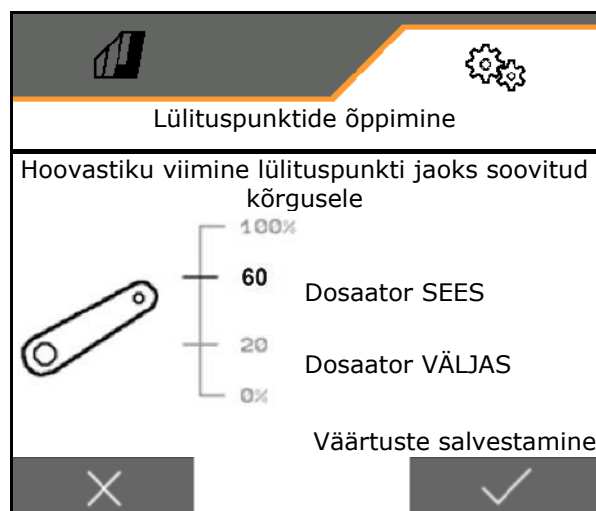 Lülituspunktide õppimine
Hoovastiku viimine lülituspunkti jaoks soovitud
kõrgusele
100%
60
Dosaator SEES
20
Dosaator VÄLJAS
0%
Väärtuste salvestamine